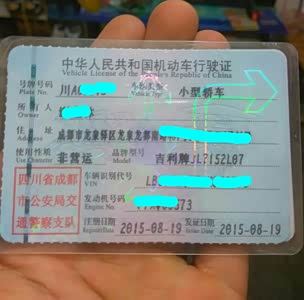 中华人民共和国机动车行驶证
Vehicle License of the People's Republic of China
号牌号码 川A 车辆类型 小型轿车
Plate No. Vehicle Type
所有人
Owner
住址 成都市龙泉驿区龙泉龙都南路
Address
使用性质 非营运 品牌型号 吉利牌JL7152L07
Use Character Model
四川省成都市公安局交通警察支队
车辆识别代号 LB
VIN
发动机号码 3373
Engine No.
注册日期 2015-08-19 发证日期 2015-08-19
Register Date Issue Date